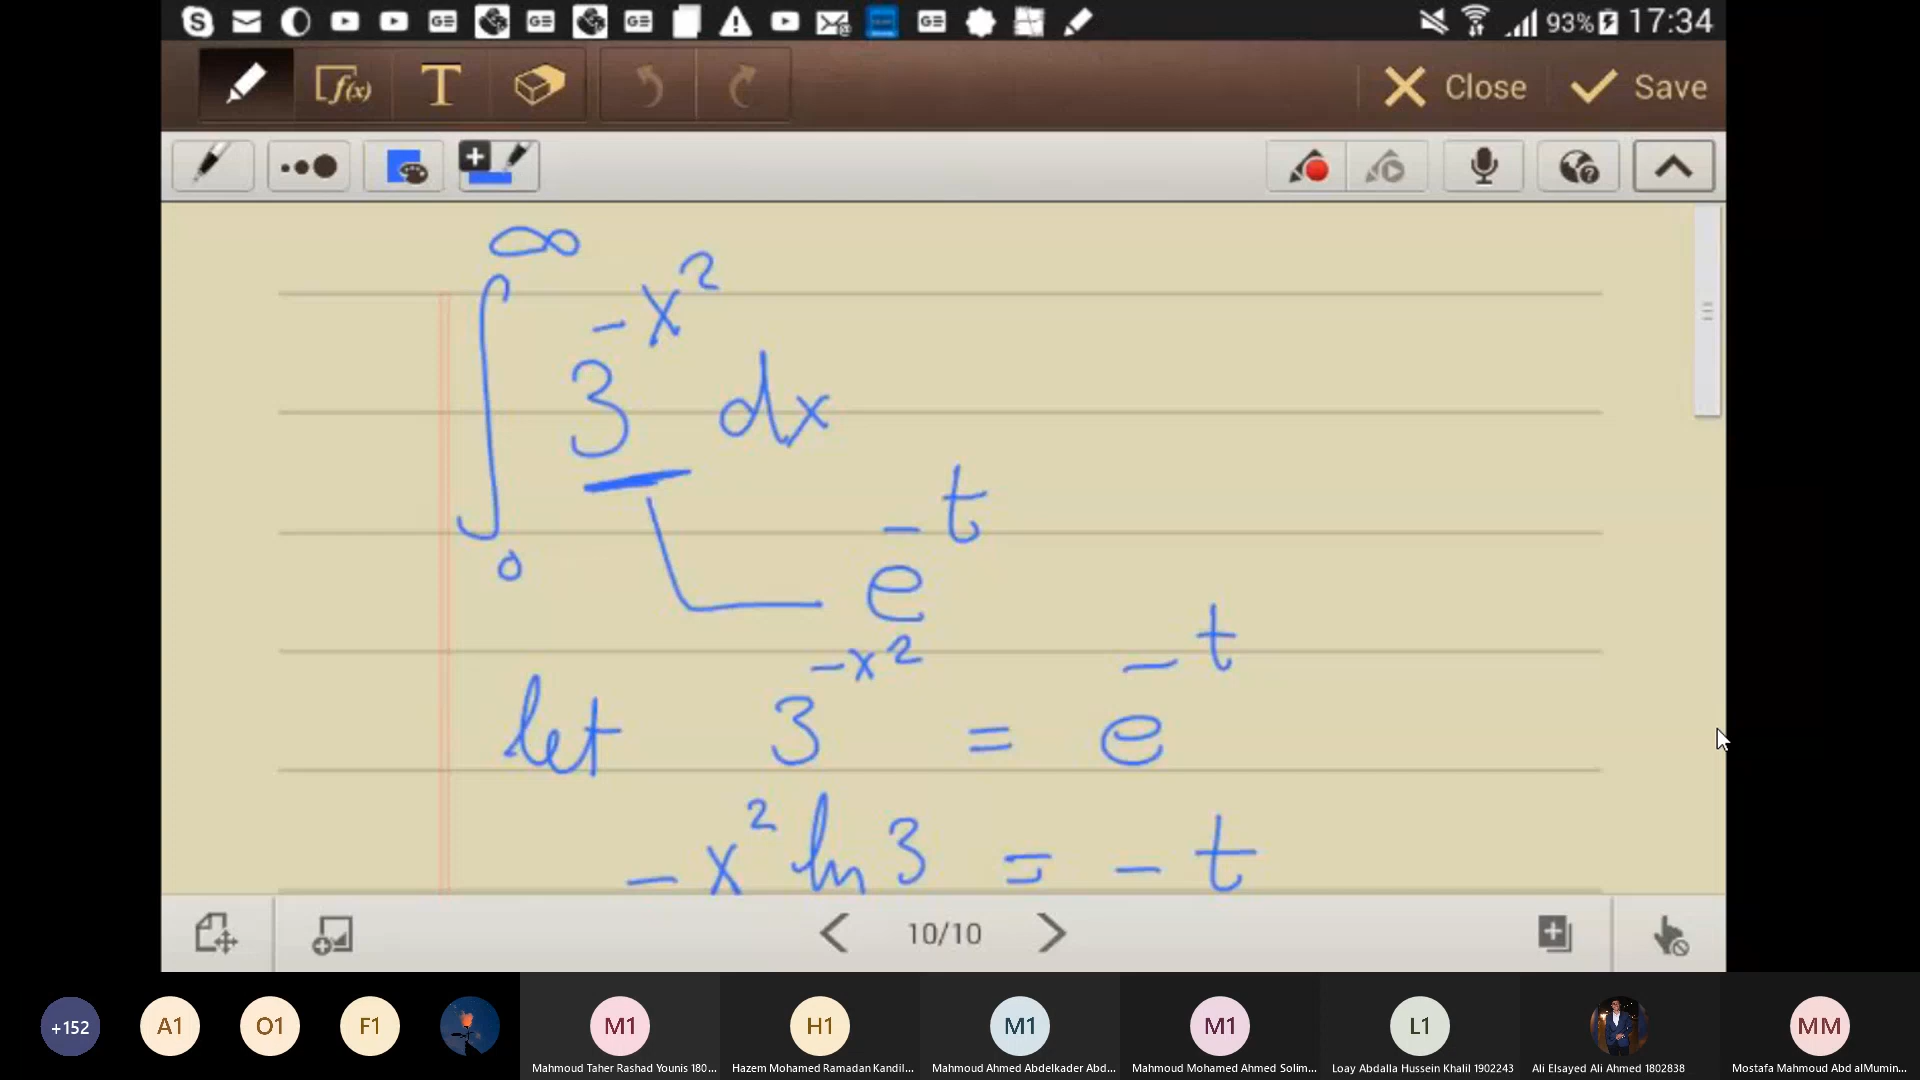 93% 17:34
f(x) T Close Save
∞
∫ 3^-x² dx
0
e^-t
let 3^-x² = e^-t
-x² ln 3 = -t
10/10
+152 A1 O1 F1 M1 H1 M1 M1 L1 MM
Mahmoud Taher Rashad Younis 180...
Hazem Mohamed Ramadan Kandil...
Mahmoud Ahmed Abdelkader Abd...
Mahmoud Mohamed Ahmed Solim...
Loay Abdalla Hussein Khalil 1902243
Ali Elsayed Ali Ahmed 1802838
Mostafa Mahmoud Abd alMumin...